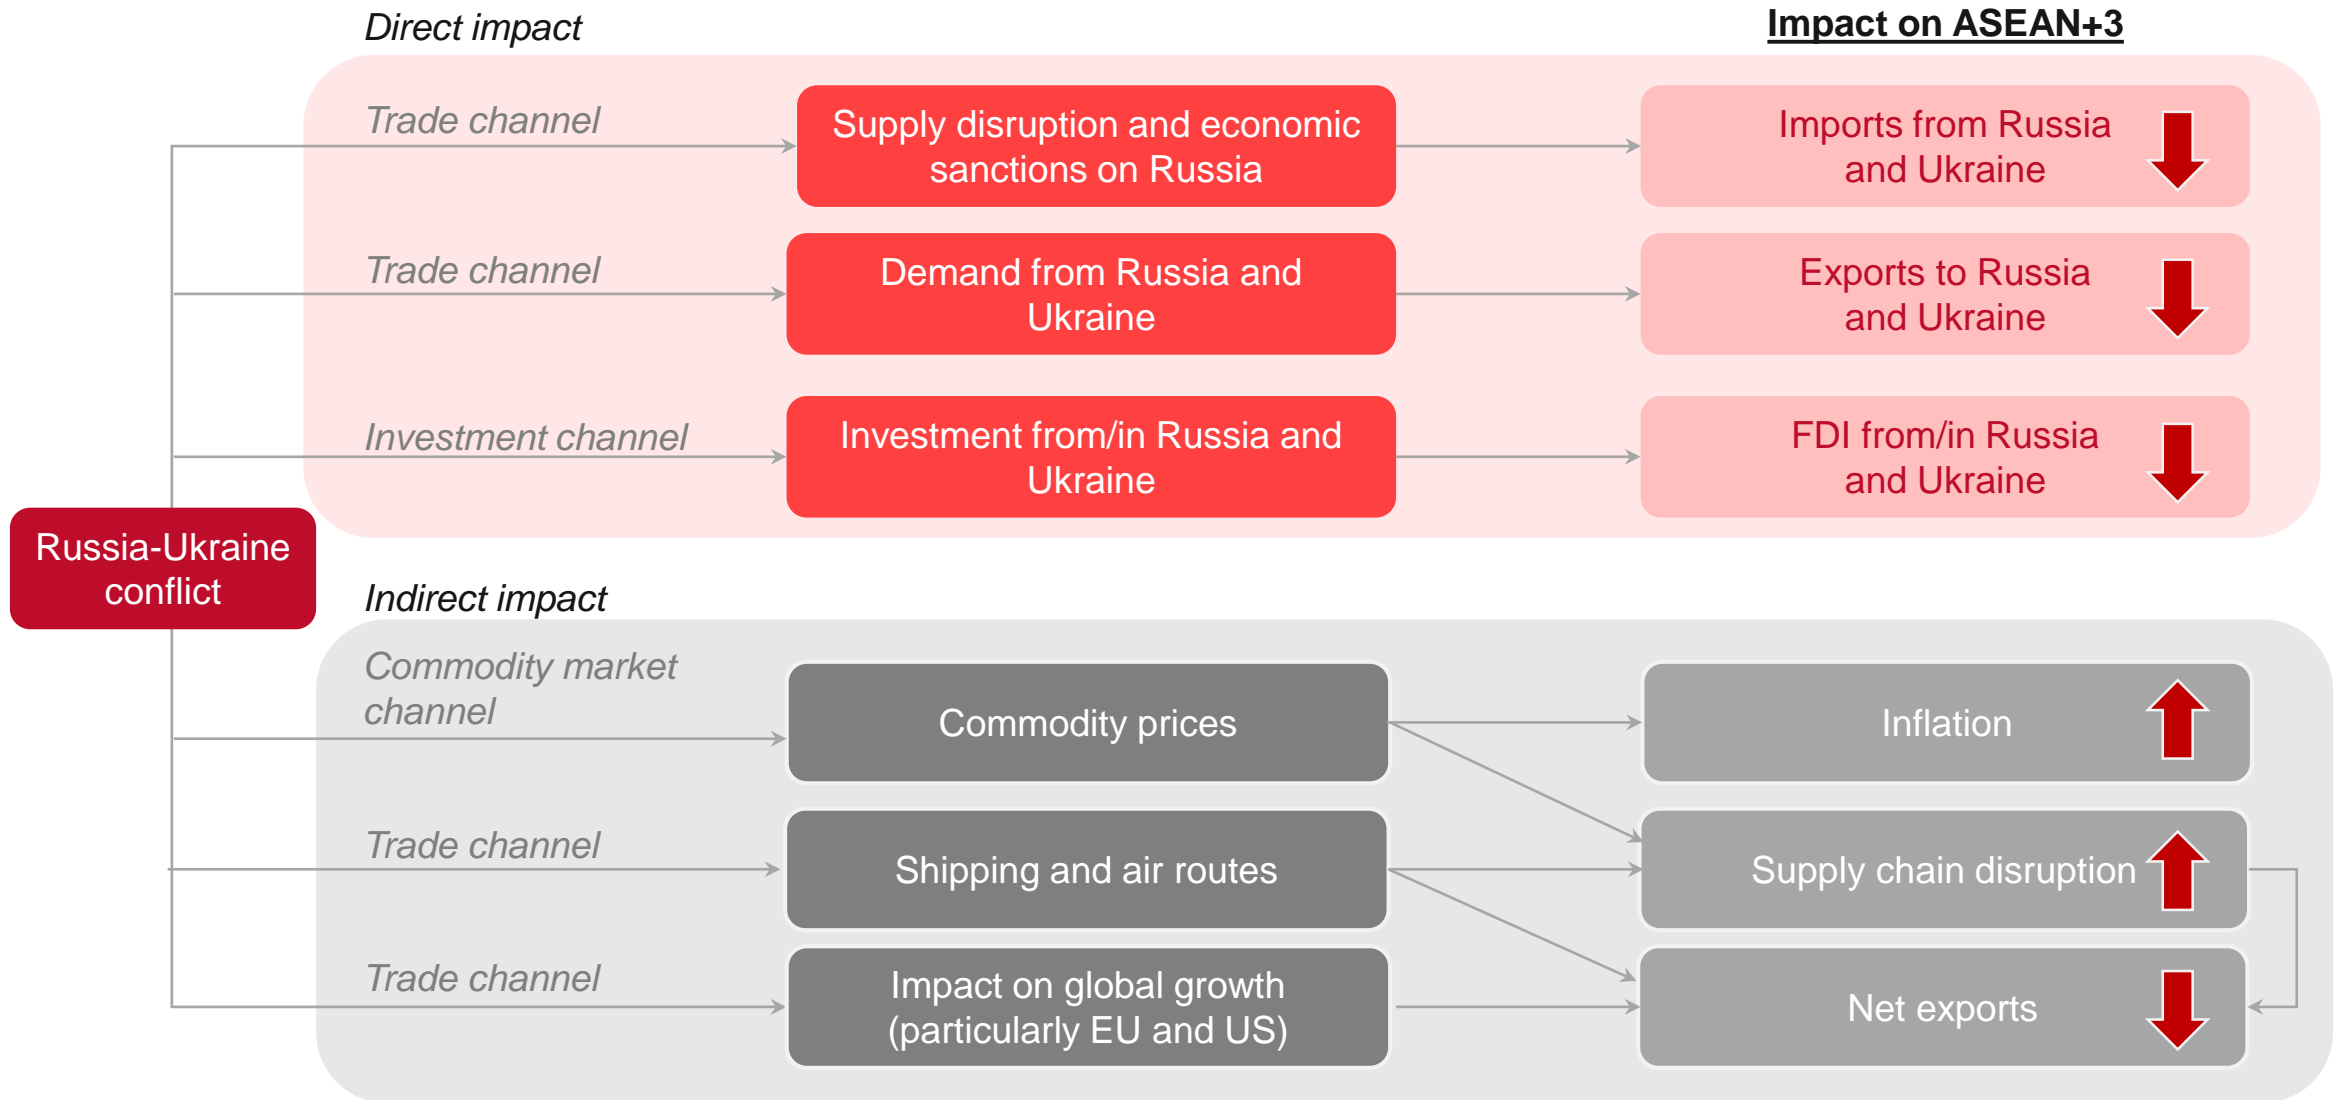 Direct impact
Impact on ASEAN+3
Trade channel
Supply disruption and economic
sanctions on Russia
Imports from Russia
and Ukraine
Trade channel
Demand from Russia and
Ukraine
Exports to Russia
and Ukraine
Investment channel
Investment from/in Russia and
Ukraine
FDI from/in Russia
and Ukraine
Russia-Ukraine
conflict
Indirect impact
Commodity market
channel
Commodity prices
Inflation
Trade channel
Shipping and air routes
Supply chain disruption
Trade channel
Impact on global growth
(particularly EU and US)
Net exports